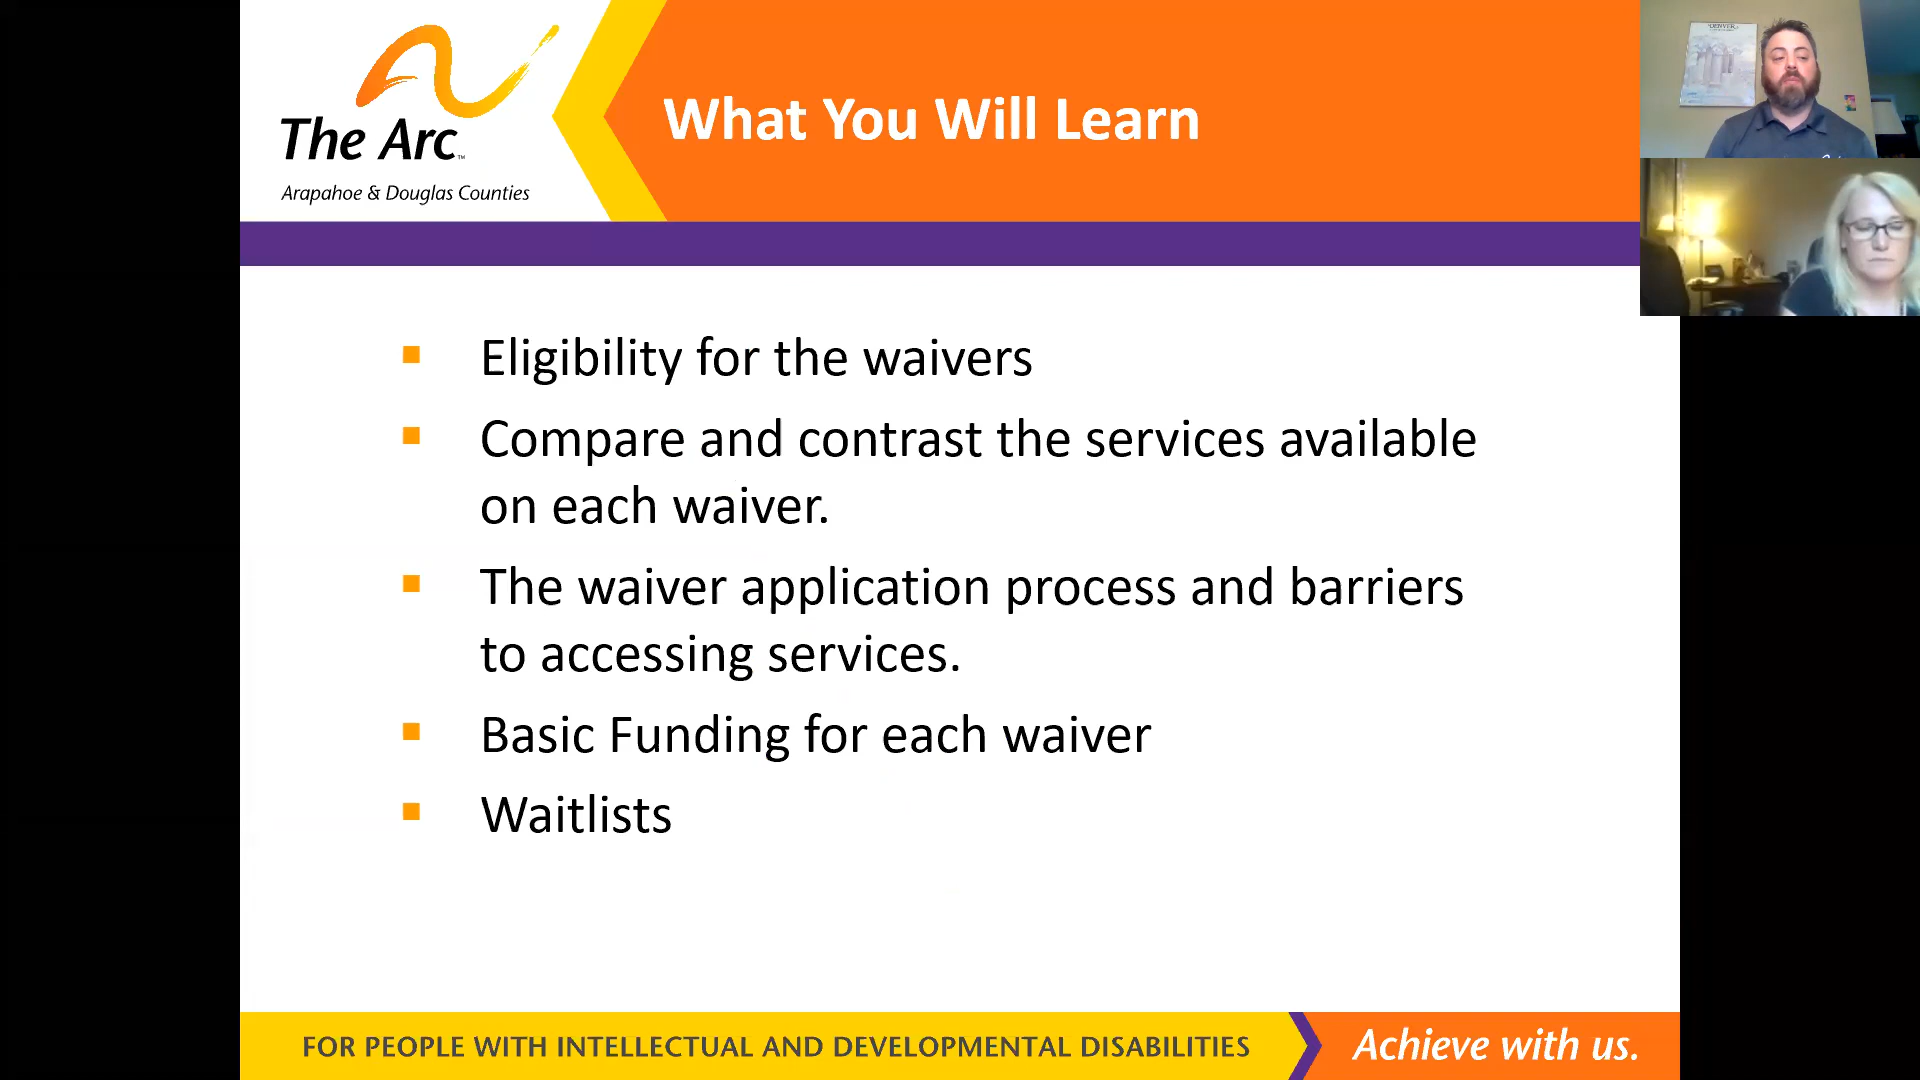 The Arc™
Arapahoe & Douglas Counties
What You Will Learn
DENVER
Eligibility for the waivers
Compare and contrast the services available
on each waiver.
The waiver application process and barriers
to accessing services.
Basic Funding for each waiver
Waitlists
FOR PEOPLE WITH INTELLECTUAL AND DEVELOPMENTAL DISABILITIES
Achieve with us.